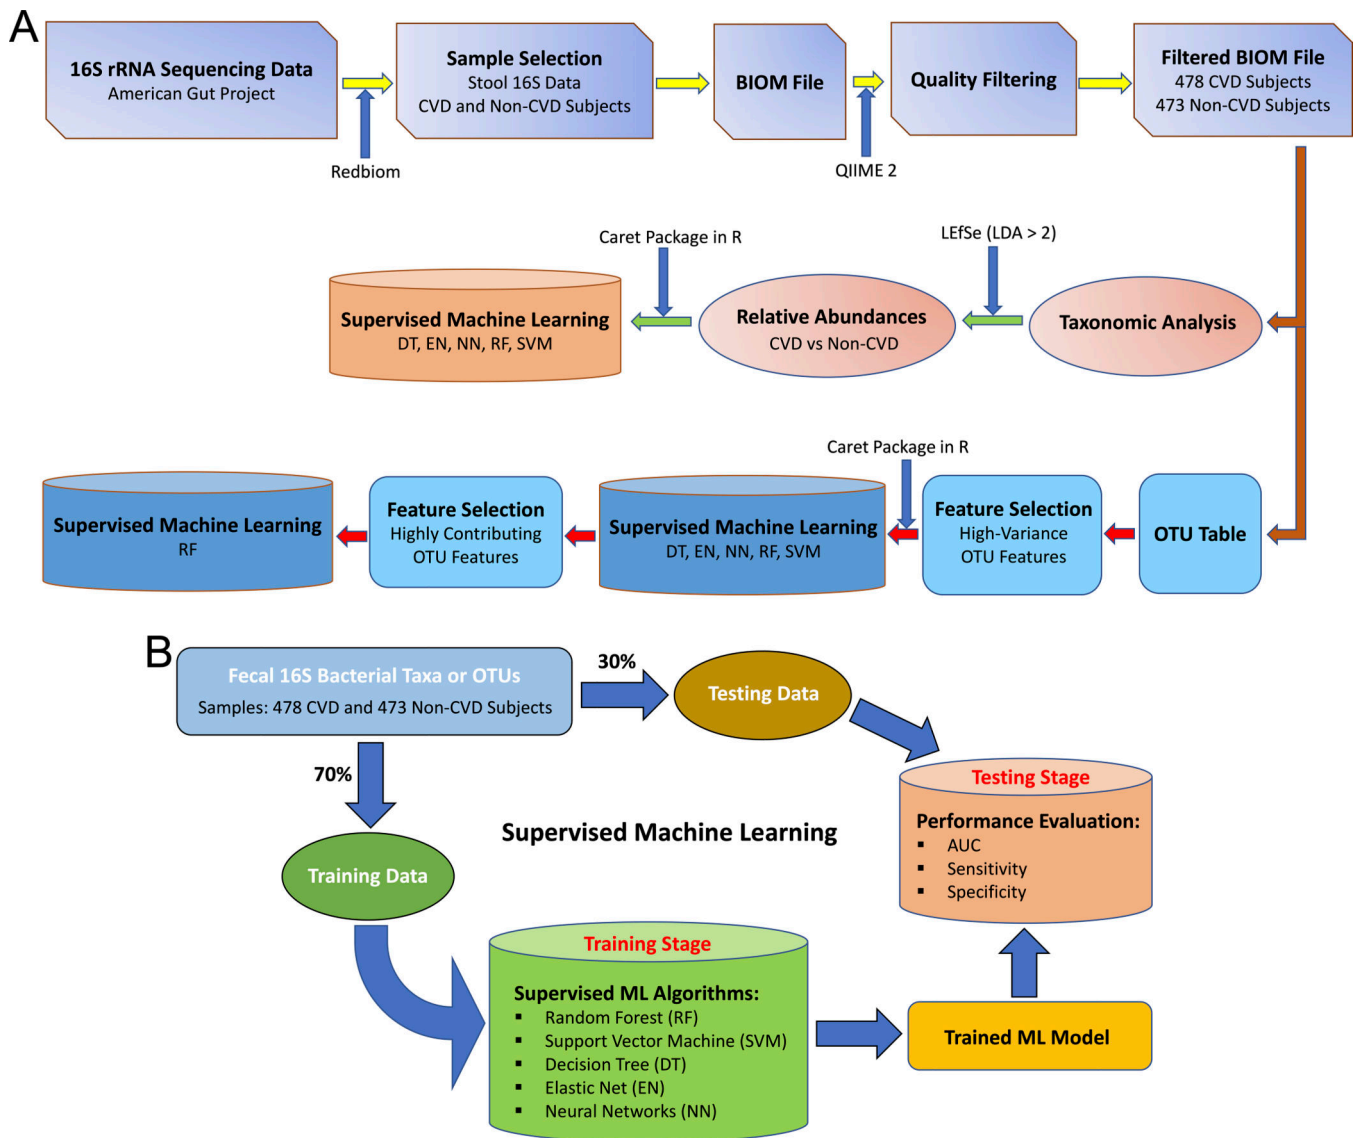 A
16S rRNA Sequencing Data
American Gut Project
Sample Selection
Stool 16S Data
CVD and Non-CVD Subjects
BIOM File
Quality Filtering
Filtered BIOM File
478 CVD Subjects
473 Non-CVD Subjects
Redbiom
QIIME 2
Caret Package in R
LEfSe (LDA > 2)
Supervised Machine Learning
DT, EN, NN, RF, SVM
Relative Abundances
CVD vs Non-CVD
Taxonomic Analysis
Caret Package in R
Supervised Machine Learning
RF
Feature Selection
Highly Contributing
OTU Features
Supervised Machine Learning
DT, EN, NN, RF, SVM
Feature Selection
High-Variance
OTU Features
OTU Table
B
Fecal 16S Bacterial Taxa or OTUs
Samples: 478 CVD and 473 Non-CVD Subjects
30%
Testing Data
70%
Training Data
Supervised Machine Learning
Testing Stage
Performance Evaluation:
▪ AUC
▪ Sensitivity
▪ Specificity
Training Stage
Supervised ML Algorithms:
▪ Random Forest (RF)
▪ Support Vector Machine (SVM)
▪ Decision Tree (DT)
▪ Elastic Net (EN)
▪ Neural Networks (NN)
Trained ML Model